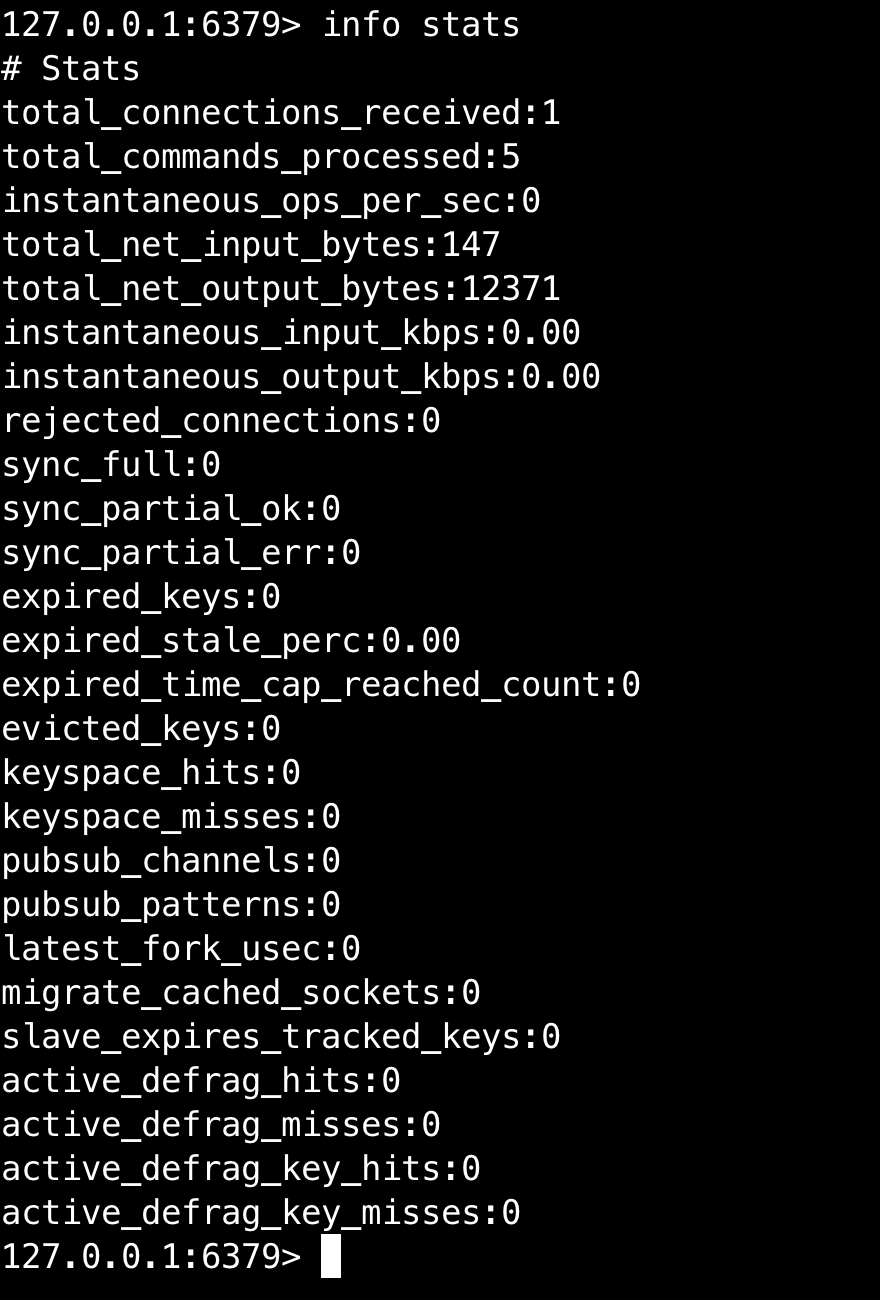 127.0.0.1:6379> info stats
# Stats
total_connections_received:1
total_commands_processed:5
instantaneous_ops_per_sec:0
total_net_input_bytes:147
total_net_output_bytes:12371
instantaneous_input_kbps:0.00
instantaneous_output_kbps:0.00
rejected_connections:0
sync_full:0
sync_partial_ok:0
sync_partial_err:0
expired_keys:0
expired_stale_perc:0.00
expired_time_cap_reached_count:0
evicted_keys:0
keyspace_hits:0
keyspace_misses:0
pubsub_channels:0
pubsub_patterns:0
latest_fork_usec:0
migrate_cached_sockets:0
slave_expires_tracked_keys:0
active_defrag_hits:0
active_defrag_misses:0
active_defrag_key_hits:0
active_defrag_key_misses:0
127.0.0.1:6379>